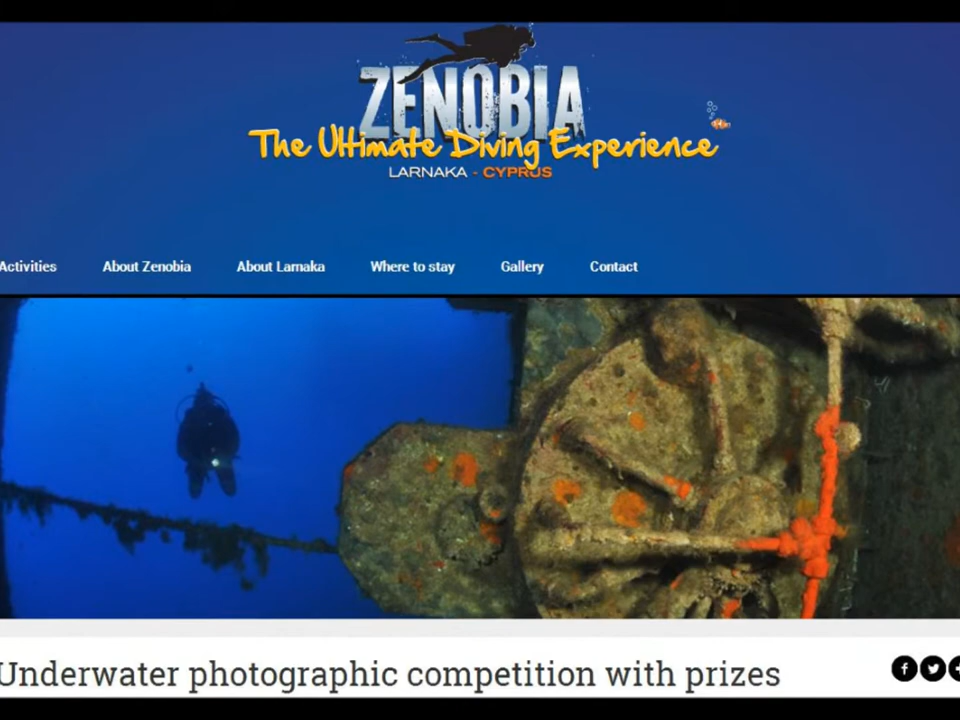 ZENOBIA
The Ultimate Diving Experience
LARNAKA - CYPRUS
Activities About Zenobia About Larnaka Where to stay Gallery Contact
Underwater photographic competition with prizes